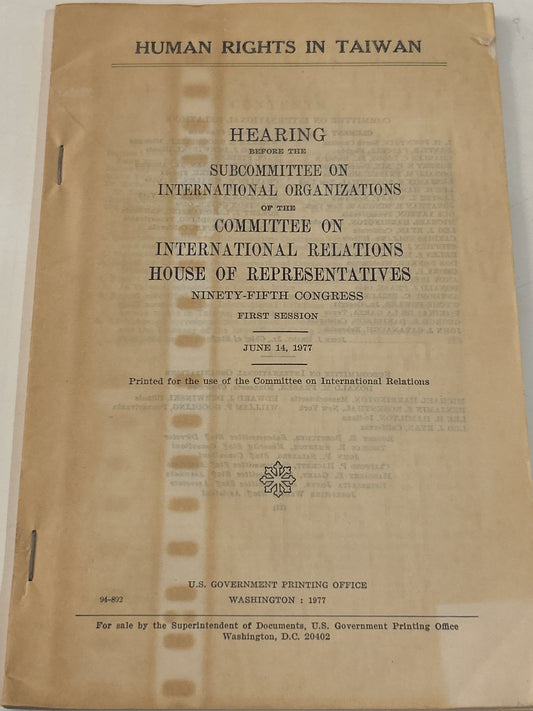 HUMAN RIGHTS IN TAIWAN
HEARING
BEFORE THE
SUBCOMMITTEE ON
INTERNATIONAL ORGANIZATIONS
OF THE
COMMITTEE ON
INTERNATIONAL RELATIONS
HOUSE OF REPRESENTATIVES
NINETY-FIFTH CONGRESS
FIRST SESSION
JUNE 14, 1977
Printed for the use of the Committee on International Relations
U.S. GOVERNMENT PRINTING OFFICE
94-892 WASHINGTON : 1977
For sale by the Superintendent of Documents, U.S. Government Printing Office
Washington, D.C. 20402